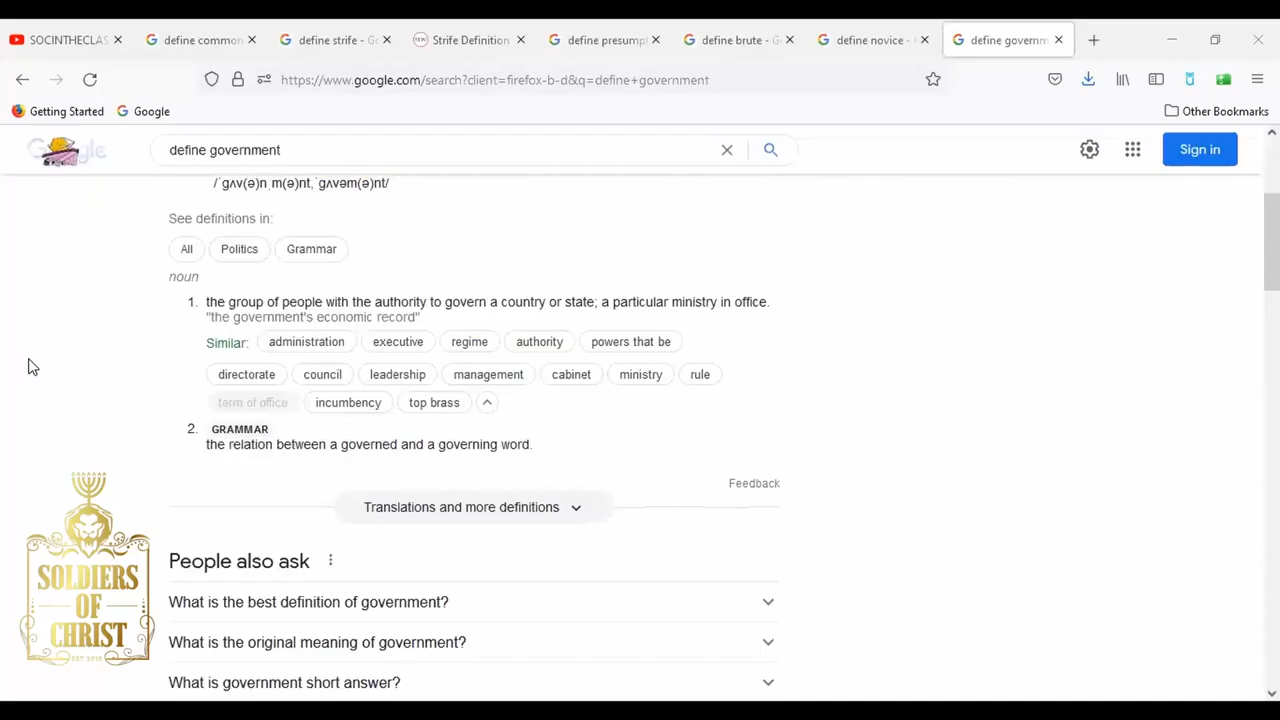 SOCINTHECLAS
define common
define strife - Go
Strife Definition
define presumpt
define brute - Go
define novice - G
define governm
https://www.google.com/search?client=firefox-b-d&q=define+government
Getting Started
Google
Other Bookmarks
define government
Sign in
/ˈɡʌv(ə)nˌm(ə)nt,ˈɡʌvəm(ə)nt/
See definitions in:
All Politics Grammar
noun
1. the group of people with the authority to govern a country or state; a particular ministry in office.
"the government's economic record"
Similar: administration executive regime authority powers that be
directorate council leadership management cabinet ministry rule
term of office incumbency top brass
2. GRAMMAR
the relation between a governed and a governing word.
Feedback
Translations and more definitions
People also ask
What is the best definition of government?
What is the original meaning of government?
What is government short answer?
SOLDIERS
OF
CHRIST